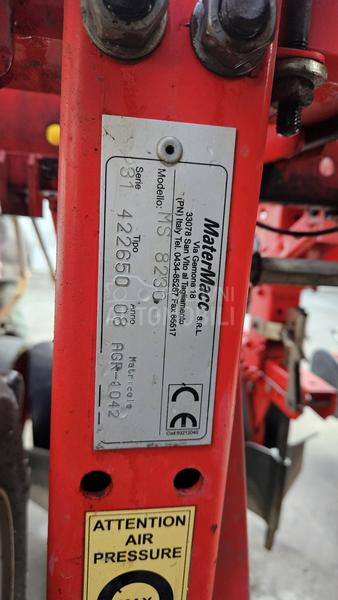 MaterMacc S.R.L.
Via Gemona 18
33078 San Vito al Tagliamento
(PN) Italy Tel. 0434-85267 Fax 85517
Modello: MS 8230
Serie Tipo Anno Matricola
422650 08 AGR-1042
CE
Cod.
ATTENTION
AIR
PRESSURE